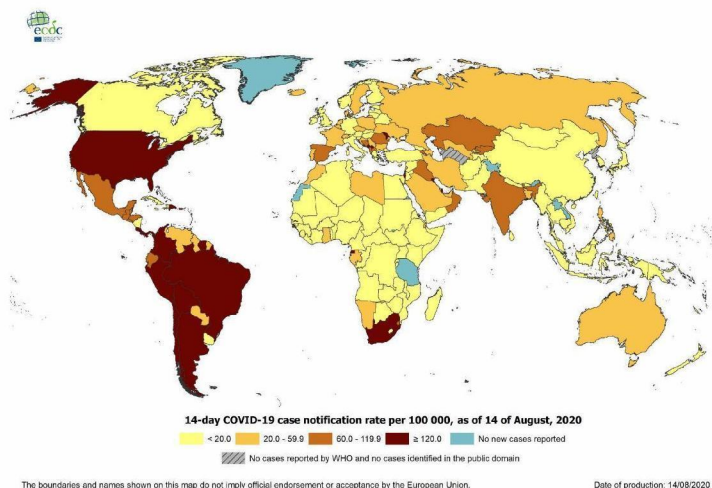 ecdc
14-day COVID-19 case notification rate per 100 000, as of 14 of August, 2020
< 20.0 20.0 - 59.9 60.0 - 119.9 ≥ 120.0 No new cases reported
No cases reported by WHO and no cases identified in the public domain
The boundaries and names shown on this map do not imply official endorsement or acceptance by the European Union. Date of production: 14/08/2020